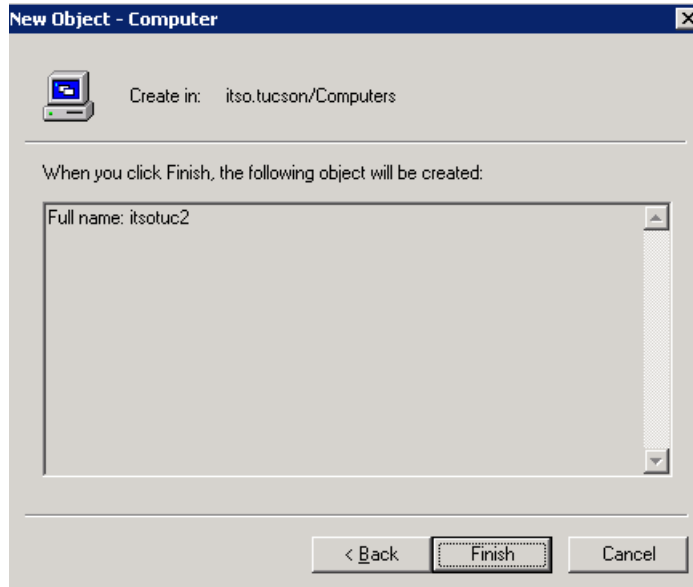 New Object - Computer
Create in: itso.tucson/Computers
When you click Finish, the following object will be created:
Full name: itsotuc2
< Back Finish Cancel